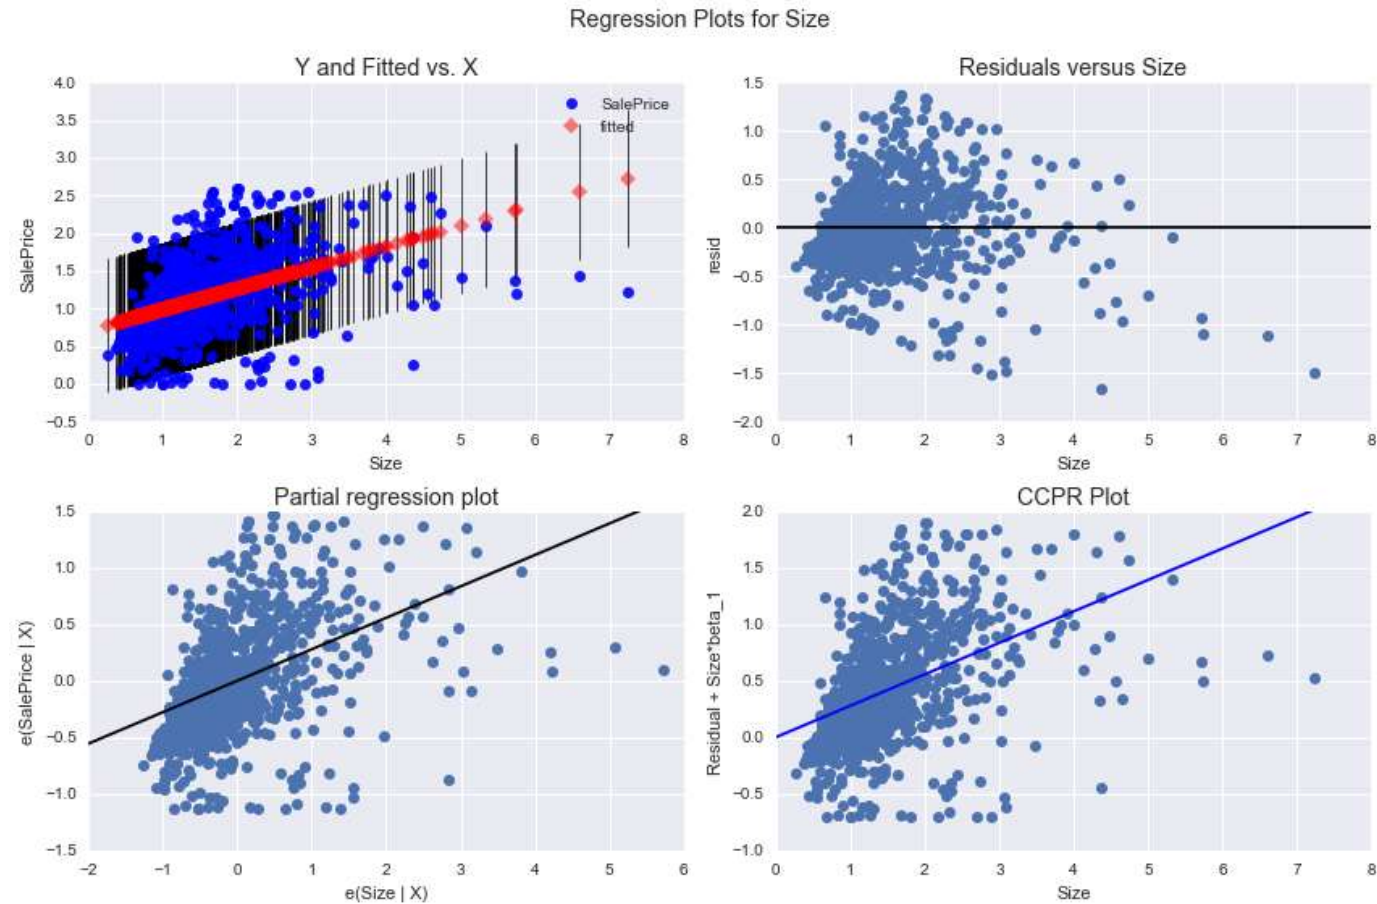 Regression Plots for Size
Y and Fitted vs. X
4.0
3.5
3.0
2.5
2.0
1.5
1.0
0.5
0.0
−0.5
SalePrice
SalePrice
fitted
0 1 2 3 4 5 6 7 8
Size
Residuals versus Size
1.5
1.0
0.5
0.0
−0.5
−1.0
−1.5
−2.0
resid
0 1 2 3 4 5 6 7 8
Size
Partial regression plot
1.5
1.0
0.5
0.0
−0.5
−1.0
−1.5
e(SalePrice | X)
−2 −1 0 1 2 3 4 5 6
e(Size | X)
CCPR Plot
2.0
1.5
1.0
0.5
0.0
−0.5
−1.0
Residual + Size*beta_1
0 1 2 3 4 5 6 7 8
Size